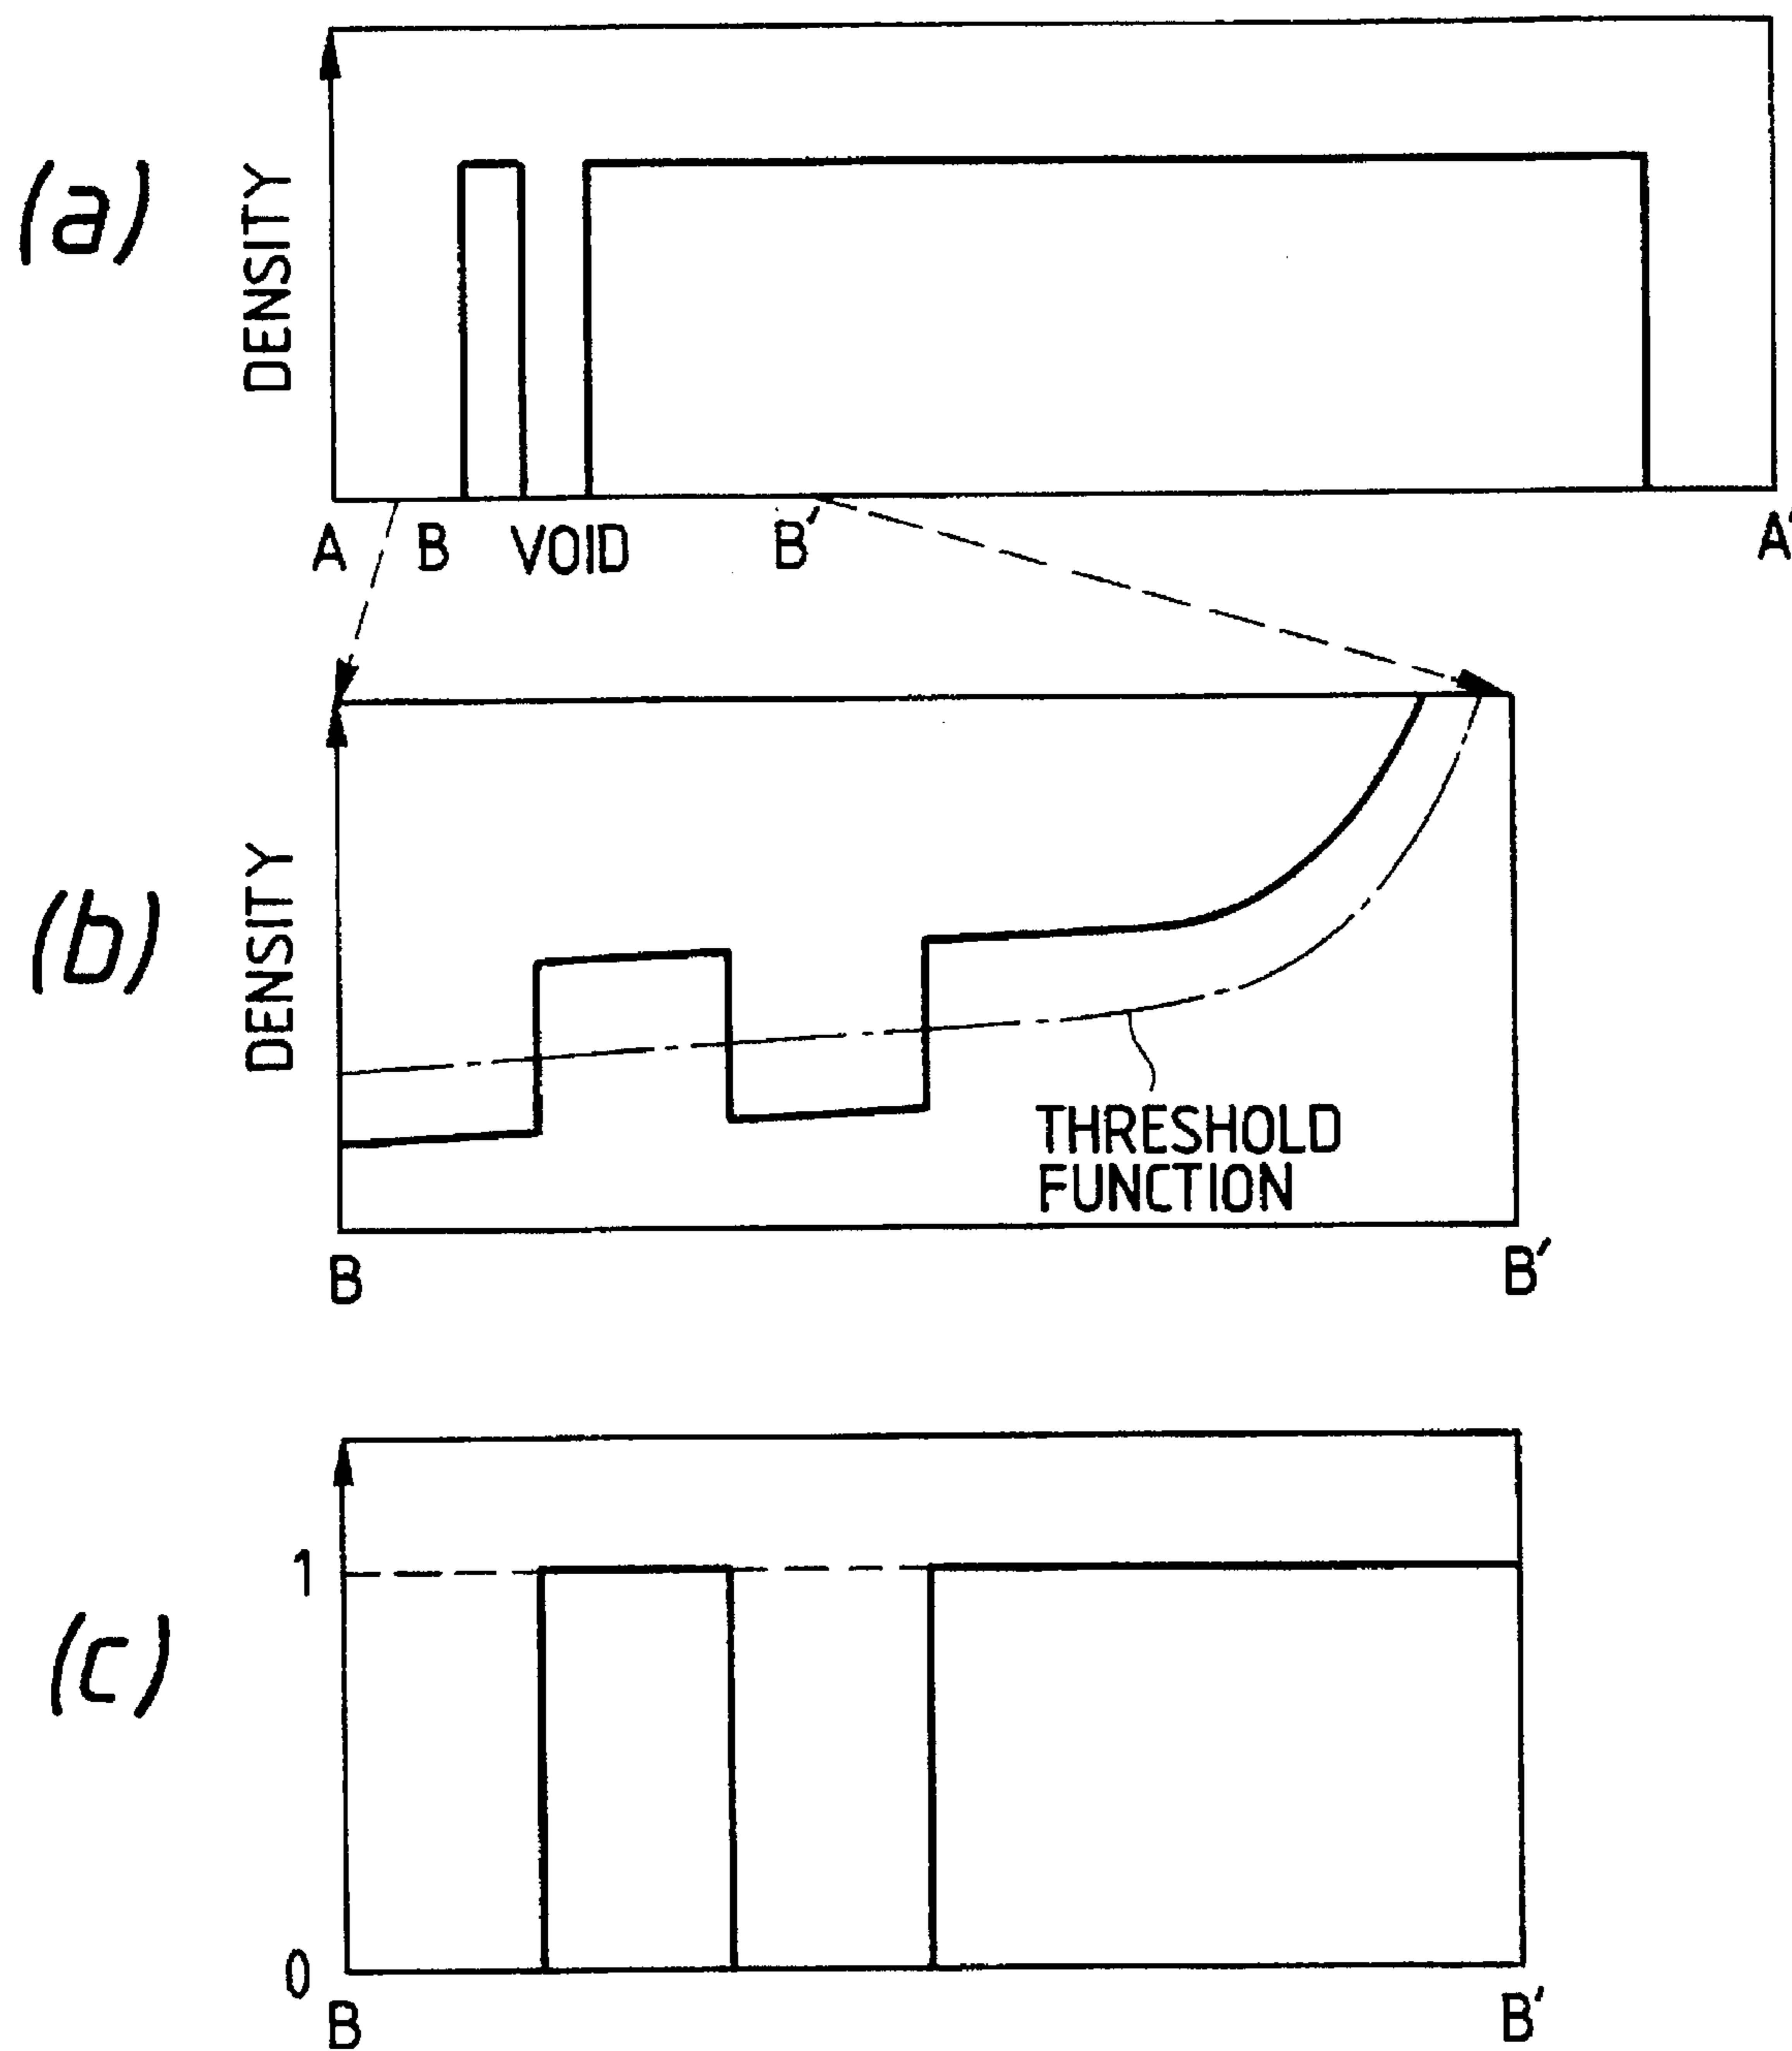 (a)
DENSITY
A B VOID B′ A′
(b)
DENSITY
THRESHOLD
FUNCTION
B B′
(c)
1
0
B B′